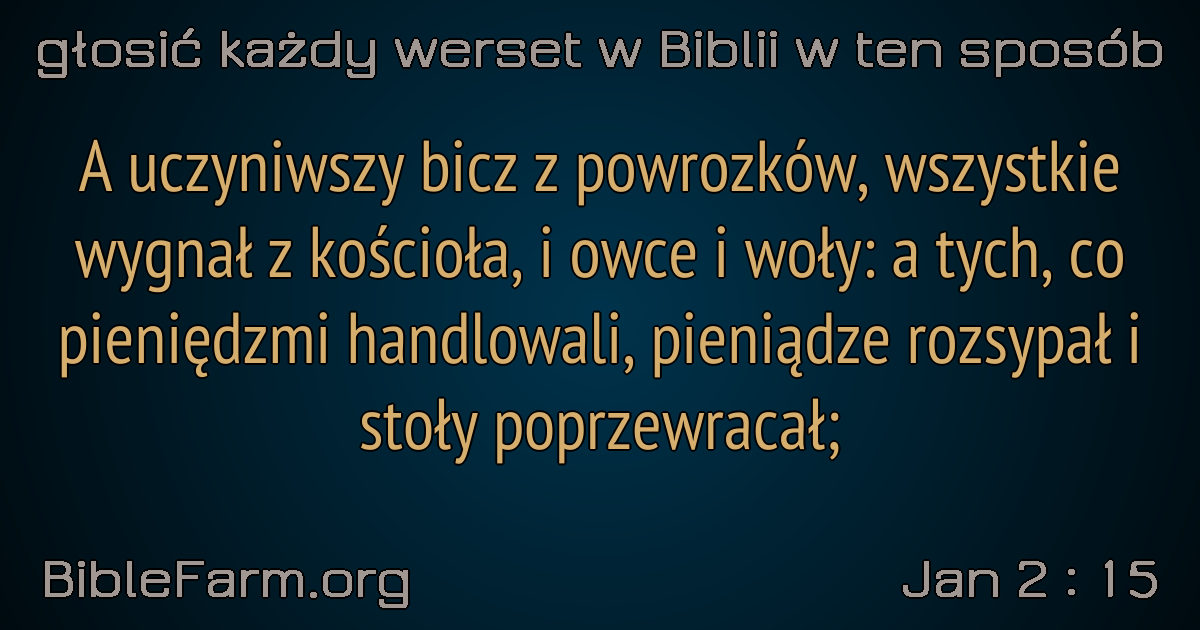 głosić każdy werset w Biblii w ten sposób
A uczyniwszy bicz z powrozków, wszystkie
wygnał z kościoła, i owce i woły: a tych, co
pieniędzmi handlowali, pieniądze rozsypał i
stoły poprzewracał;
BibleFarm.org
Jan 2 : 15